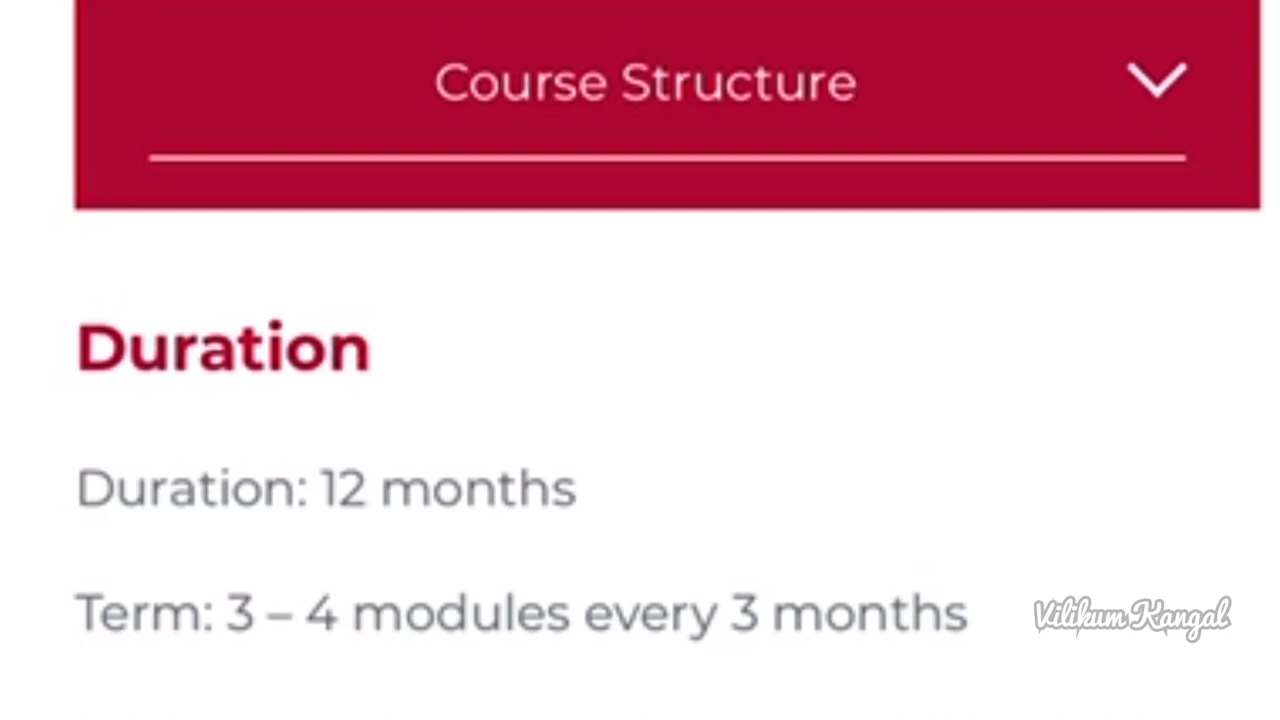 Course Structure
Duration
Duration: 12 months
Term: 3 – 4 modules every 3 months
Vilikum Kangal